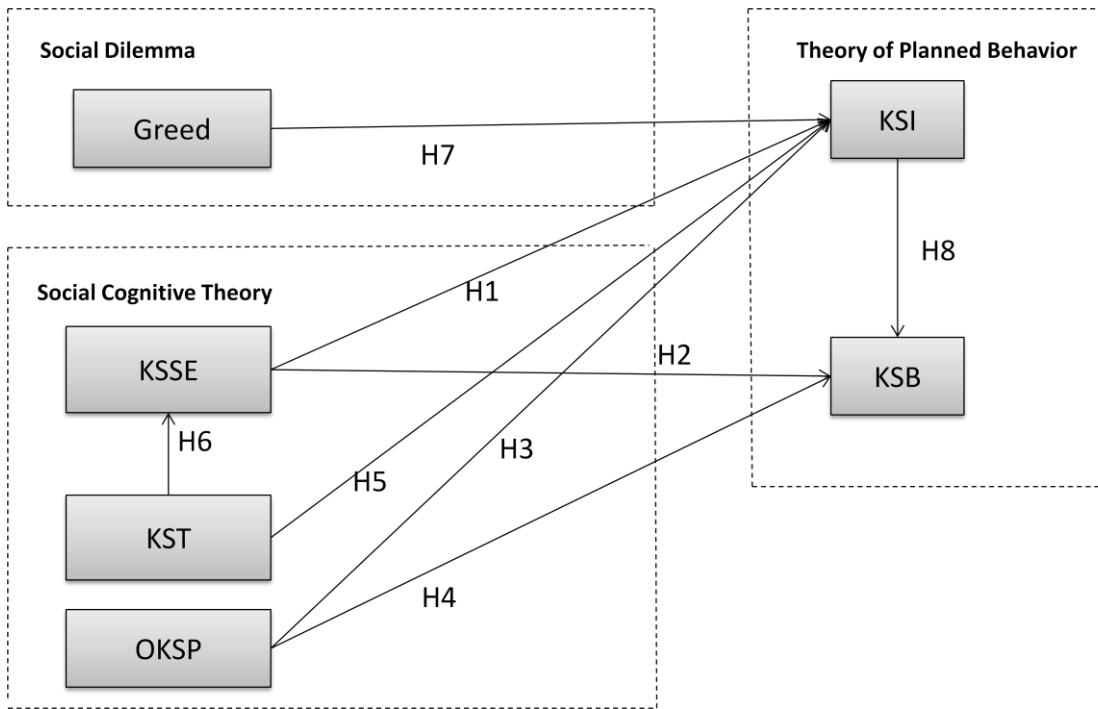 Social Dilemma
Theory of Planned Behavior
Greed
KSI
H7
H8
Social Cognitive Theory
H1
KSSE
H2
KSB
H6
H3
H5
KST
H4
OKSP